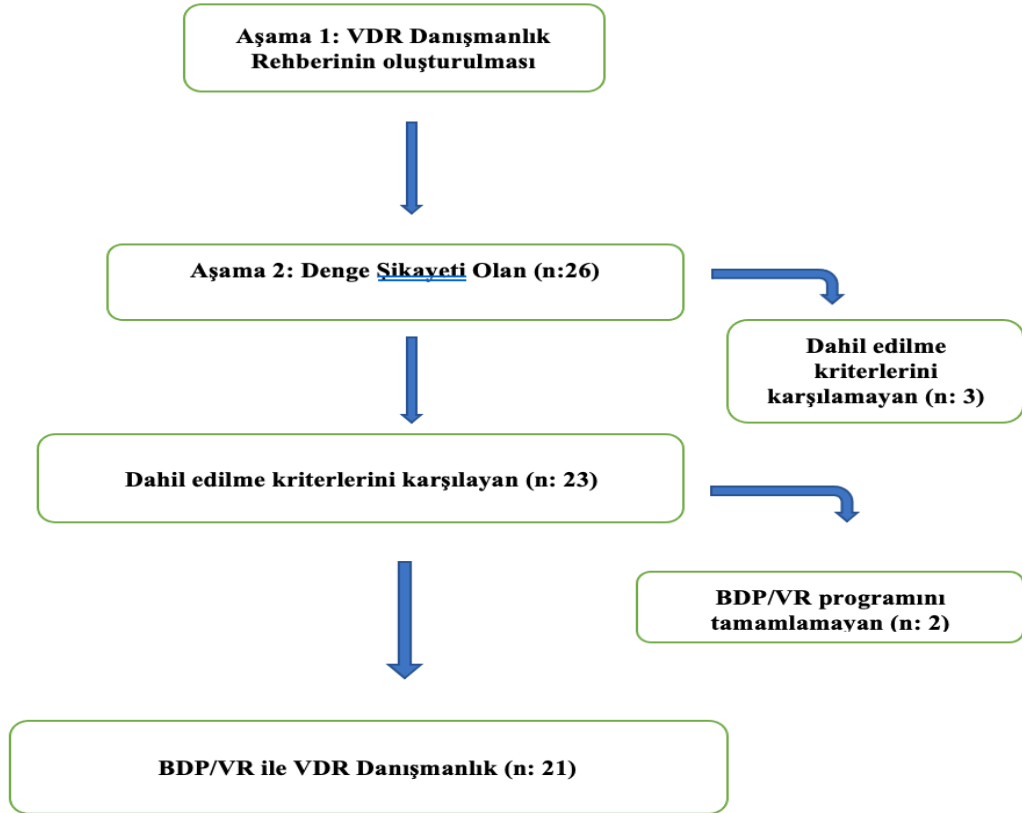 Aşama 1: VDR Danışmanlık
Rehberinin oluşturulması
Aşama 2: Denge Şikayeti Olan (n:26)
Dahil edilme
kriterlerini
karşılamayan (n: 3)
Dahil edilme kriterlerini karşılayan (n: 23)
BDP/VR programını
tamamlamayan (n: 2)
BDP/VR ile VDR Danışmanlık (n: 21)